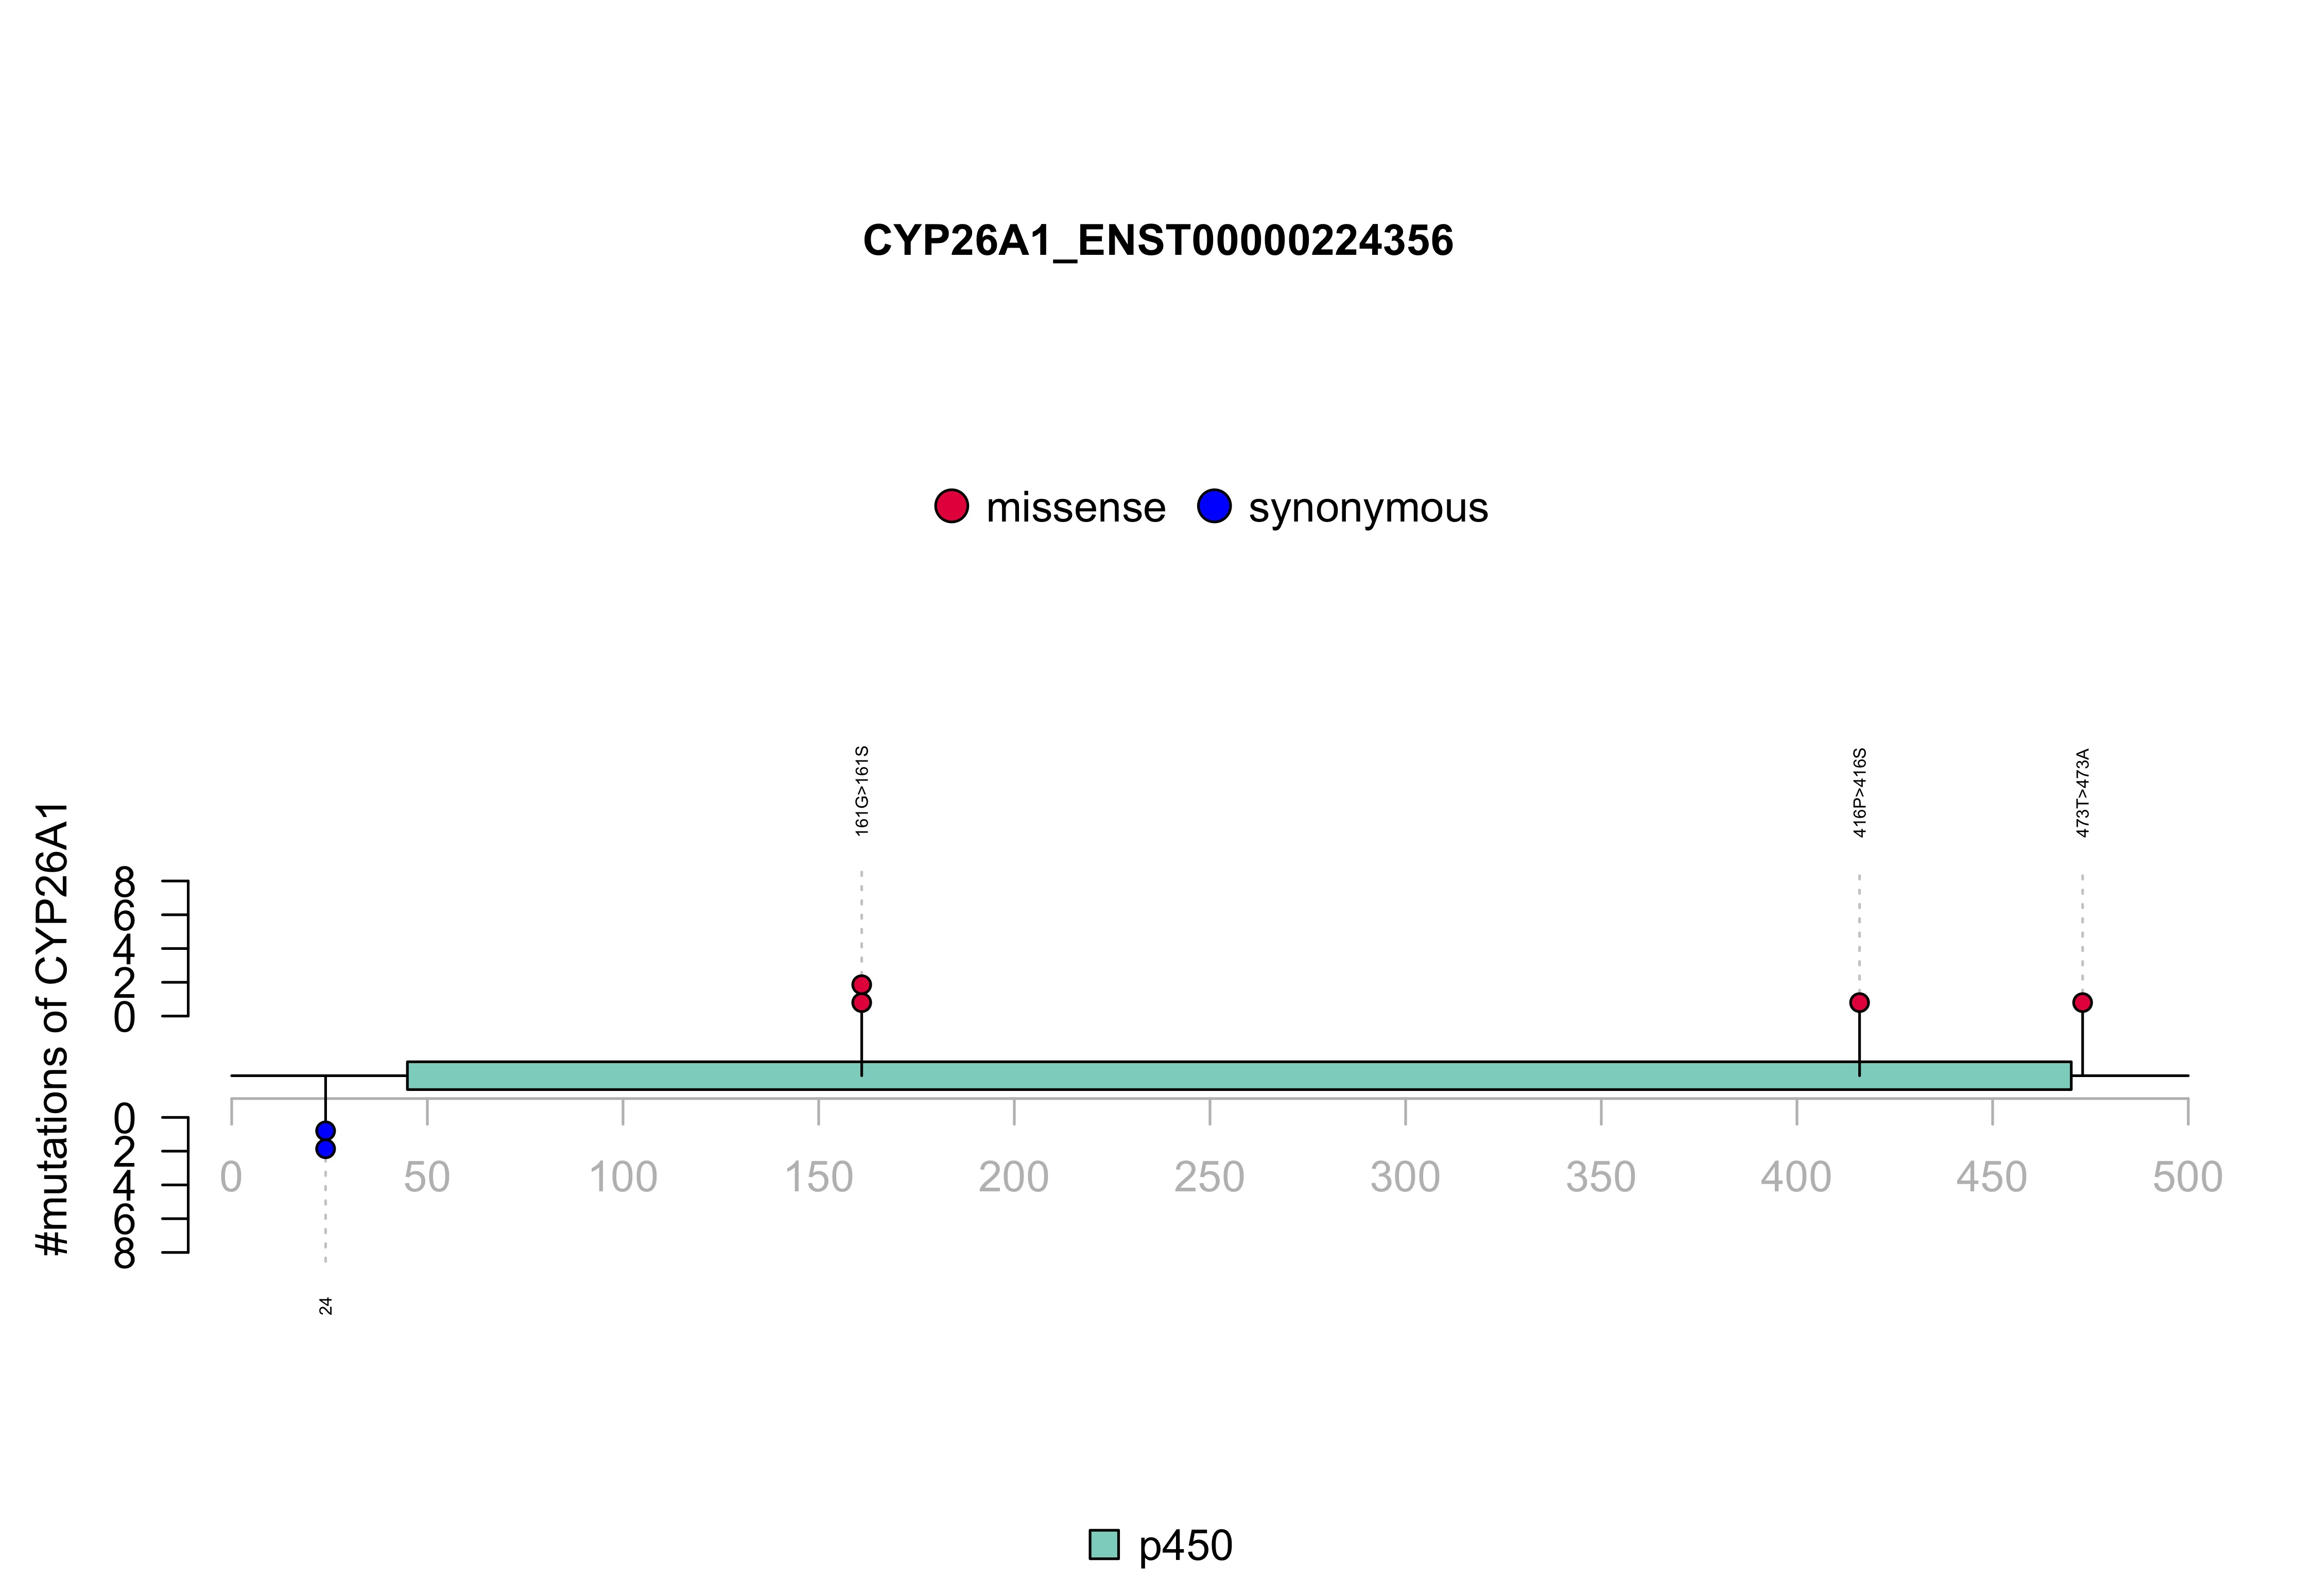 CYP26A1_ENST00000224356
missense synonymous
161G>161S
416P>416S
473T>473A
#mutations of CYP26A1
8
6
4
2
0
0
2
4
6
8
0 50 100 150 200 250 300 350 400 450 500
24
p450